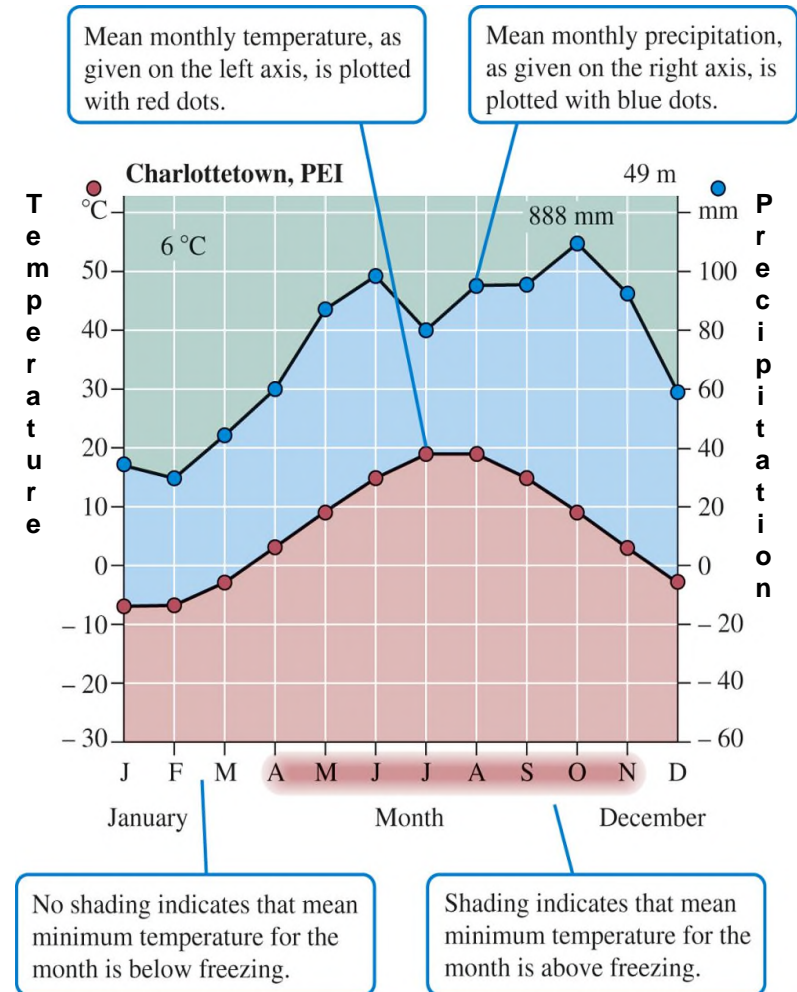 Mean monthly temperature, as
given on the left axis, is plotted
with red dots.
Mean monthly precipitation,
as given on the right axis, is
plotted with blue dots.
Charlottetown, PEI
49 m
Temperature
°C
6 °C
888 mm
mm
Precipitation
50
100
40
80
30
60
20
40
10
20
0
0
– 10
– 20
– 20
– 40
– 30
– 60
J F M A M J J A S O N D
January Month December
No shading indicates that mean
minimum temperature for the
month is below freezing.
Shading indicates that mean
minimum temperature for the
month is above freezing.